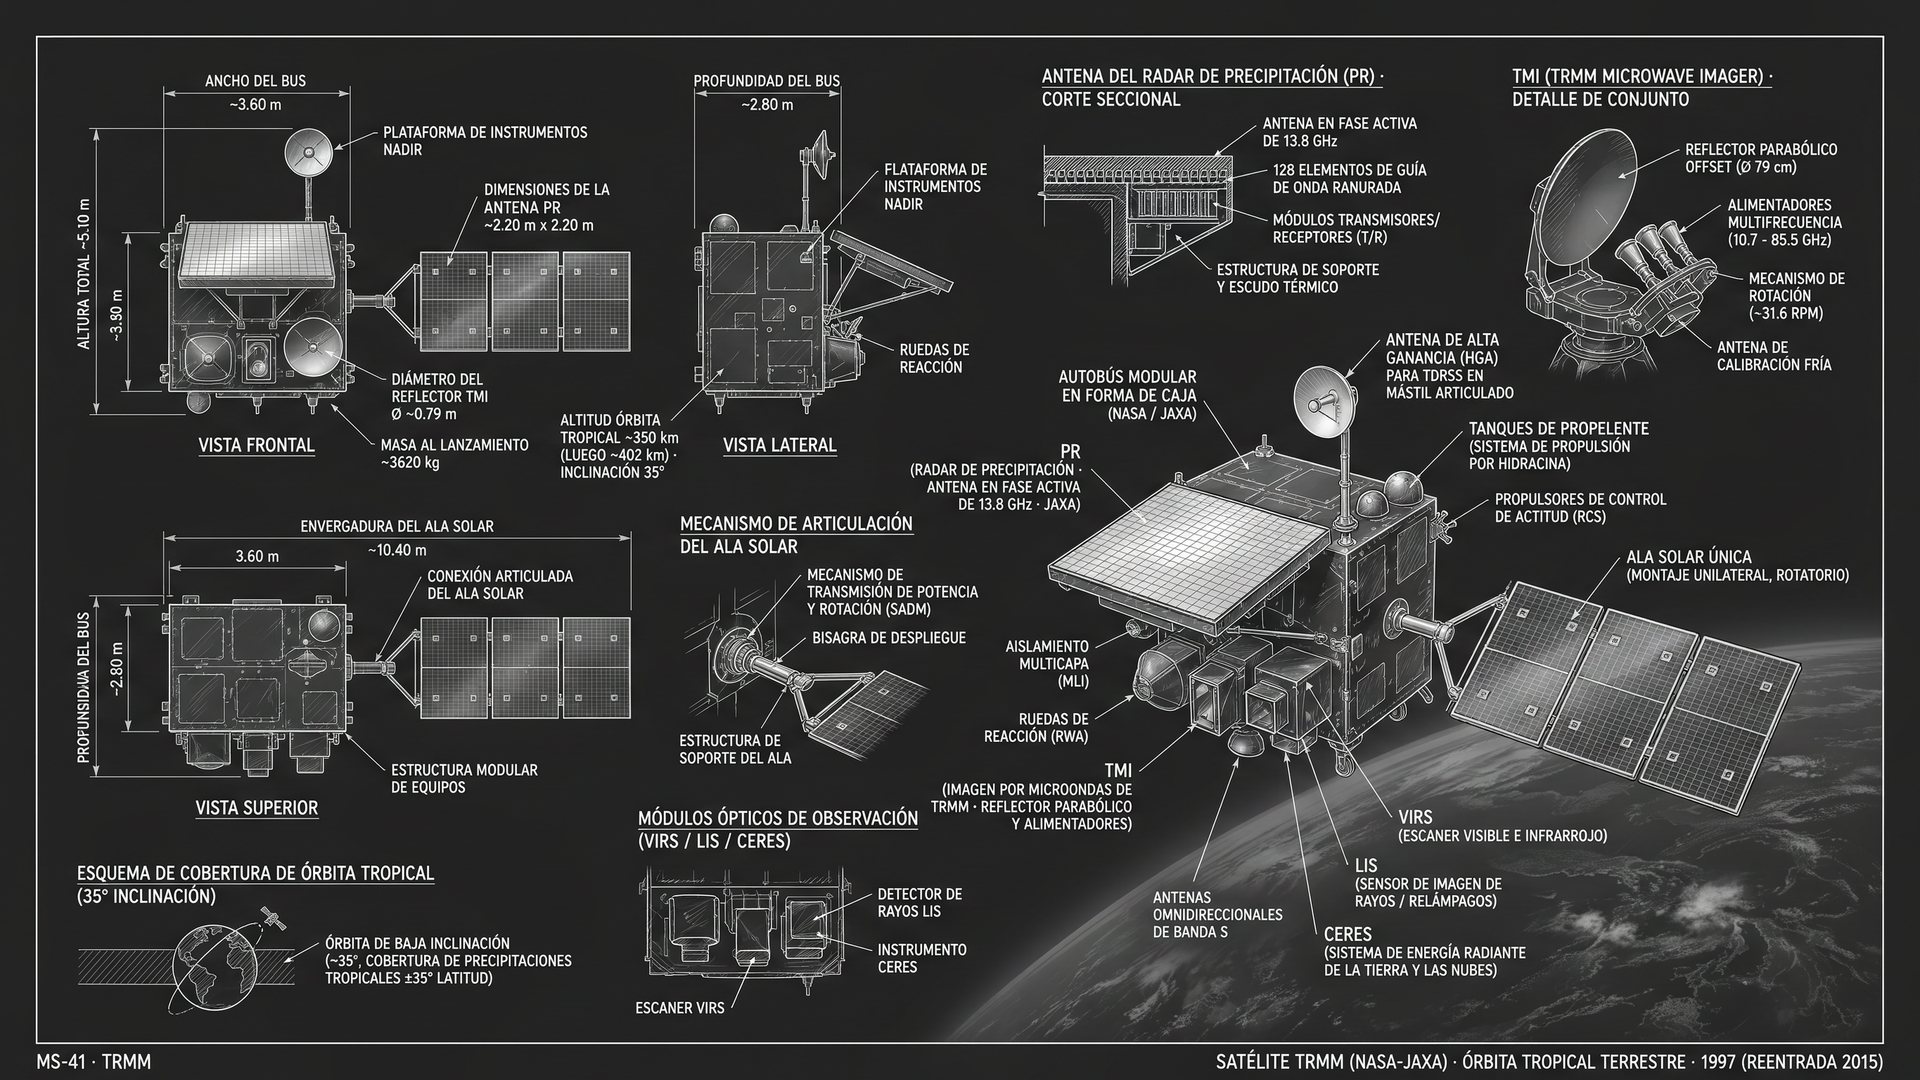 ANCHO DEL BUS
~3.60 m
PLATAFORMA DE INSTRUMENTOS
NADIR
DIMENSIONES DE LA
ANTENA PR
~2.20 m x 2.20 m
ALTURA TOTAL ~5.10 m
~3.80 m
DIÁMETRO DEL
REFLECTOR TMI
Ø ~0.79 m
MASA AL LANZAMIENTO
~3620 kg
VISTA FRONTAL
PROFUNDIDAD DEL BUS
~2.80 m
FLATAFORMA DE
INSTRUMENTOS
NADIR
RUEDAS DE
REACCIÓN
ALTITUD ÓRBITA
TROPICAL ~350 km
(LUEGO ~402 km) ·
INCLINACIÓN 35°
VISTA LATERAL
ANTENA DEL RADAR DE PRECIPITACIÓN (PR) ·
CORTE SECCIONAL
ANTENA EN FASE ACTIVA
DE 13.8 GHz
128 ELEMENTOS DE GUÍA
DE ONDA RANURADA
MÓDULOS TRANSMISORES/
RECEPTORES (T/R)
ESTRUCTURA DE SOPORTE
Y ESCUDO TÉRMICO
TMI (TRMM MICROWAVE IMAGER) ·
DETALLE DE CONJUNTO
REFLECTOR PARABÓLICO
OFFSET (Ø 79 cm)
ALIMENTADORES
MULTIFRECUENCIA
(10.7 - 85.5 GHz)
MECANISMO DE
ROTACIÓN
(~31.6 RPM)
ANTENA DE
CALIBRACIÓN FRÍA
ENVERGADURA DEL ALA SOLAR
~10.40 m
3.60 m
CONEXIÓN ARTICULADA
DEL ALA SOLAR
DEL BUS
~2.80 m
ESTRUCTURA MODULAR
DE EQUIPOS
VISTA SUPERIOR
MECANISMO DE ARTICULACIÓN
DEL ALA SOLAR
MECANISMO DE
TRANSMISIÓN DE POTENCIA
Y ROTACIÓN (SADM)
BISAGRA DE DESPLIEGUE
ESTRUCTURA DE
SOPORTE DEL ALA
AUTOBÚS MODULAR
EN FORMA DE CAJA
(NASA / JAXA)
PR
(RADAR DE PRECIPITACIÓN ·
ANTENA EN FASE ACTIVA
DE 13.8 GHz · JAXA)
ANTENA DE ALTA
GANANCIA (HGA)
PARA TDRSS EN
MÁSTIL ARTICULADO
TANQUES DE PROPELENTE
(SISTEMA DE PROPULSIÓN
POR HIDRACINA)
PROPULSORES DE CONTROL
DE ACTITUD (RCS)
ALA SOLAR ÚNICA
(MONTAJE UNILATERAL, ROTATORIO)
AISLAMIENTO
MULTICAPA
(MLI)
RUEDAS DE
REACCIÓN (RWA)
TMI
(IMAGEN POR MICROONDAS DE
TRMM · REFLECTOR PARABÓLICO
Y ALIMENTADORES)
VIRS
(ESCANER VISIBLE E INFRARROJO)
LIS
(SENSOR DE IMAGEN DE
RAYOS / RELÁMPAGOS)
ANTENAS
OMNIDIRECCIONALES
DE BANDA S
CERES
(SISTEMA DE ENERGÍA RADIANTE
DE LA TIERRA Y LAS NUBES)
ESQUEMA DE COBERTURA DE ÓRBITA TROPICAL
(35° INCLINACIÓN)
ÓRBITA DE BAJA INCLINACIÓN
(~35°, COBERTURA DE PRECIPITACIONES
TROPICALES ±35° LATITUD)
MÓDULOS ÓPTICOS DE OBSERVACIÓN
(VIRS / LIS / CERES)
DETECTOR DE
RAYOS LIS
INSTRUMENTO
CERES
ESCANER VIRS
MS-41 · TRMM
SATÉLITE TRMM (NASA-JAXA) · ÓRBITA TROPICAL TERRESTRE · 1997 (REENTRADA 2015)